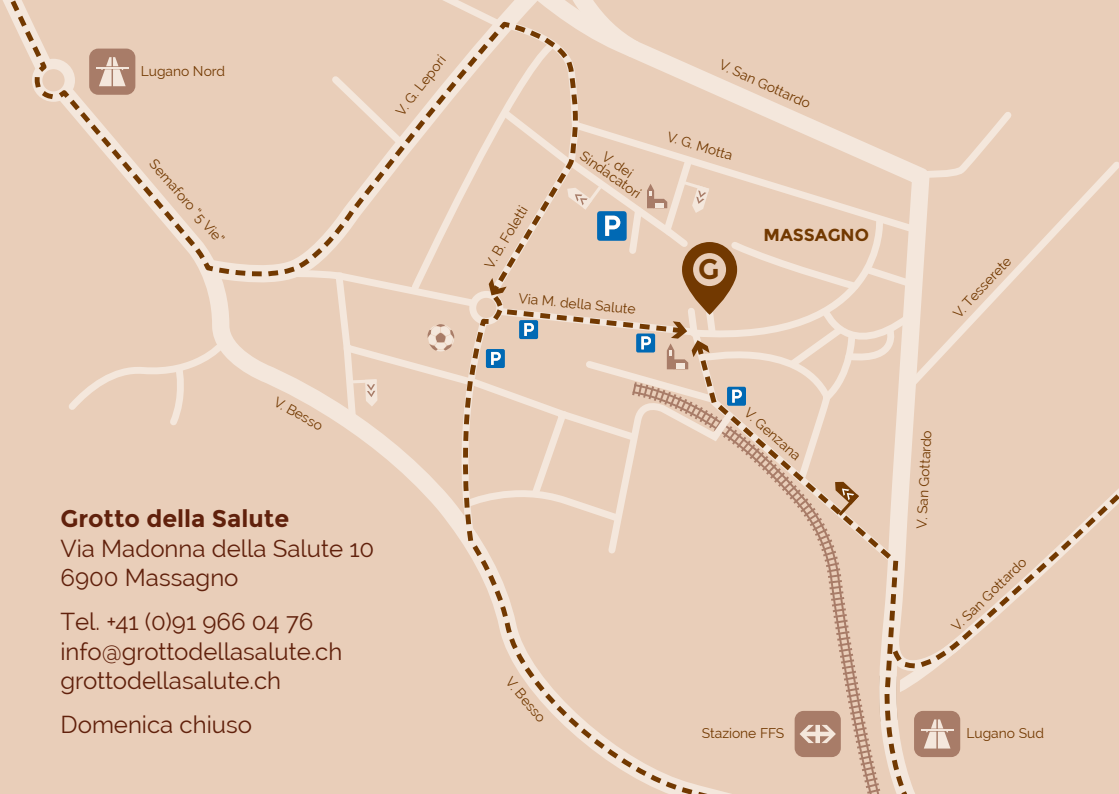 Lugano Nord
V. G. Lepori
V. San Gottardo
V. G. Motta
V. dei
Sindacatori
Semaforo "5 Vie"
P
MASSAGNO
V. B. Foletti
G
V. Tesserete
Via M. della Salute
P
P
P
P
V. Besso
V. Genzana
V. San Gottardo
Grotto della Salute
Via Madonna della Salute 10
6900 Massagno
Tel. +41 (0)91 966 04 76
info@grottodellasalute.ch
grottodellasalute.ch
Domenica chiuso
V. San Gottardo
V. Besso
Stazione FFS
Lugano Sud